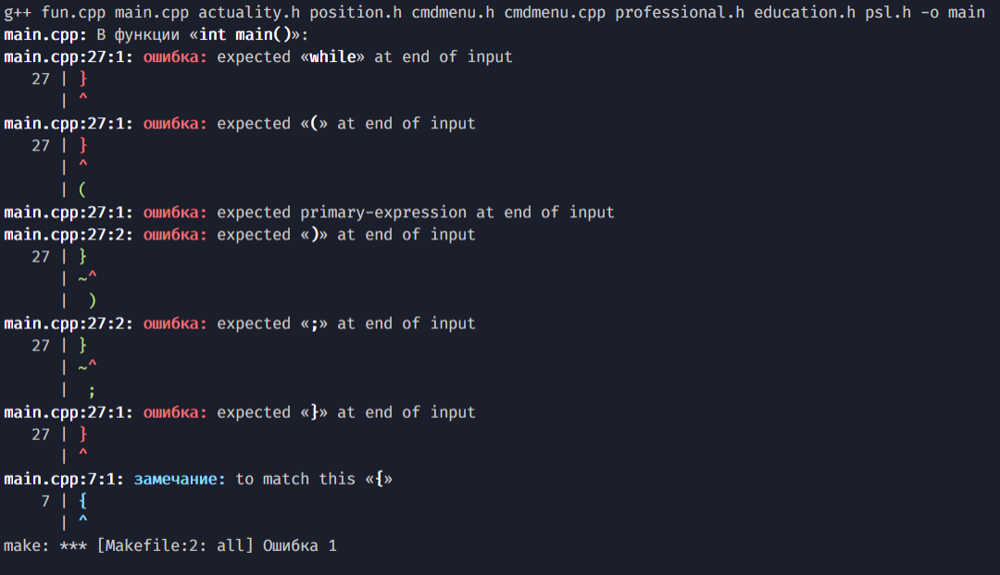 g++ fun.cpp main.cpp actuality.h position.h cmdmenu.h cmdmenu.cpp professional.h education.h psl.h -o main
main.cpp: В функции «int main()»:
main.cpp:27:1: ошибка: expected «while» at end of input
   27 | }
      | ^
main.cpp:27:1: ошибка: expected «(» at end of input
   27 | }
      | ^
      | (
main.cpp:27:1: ошибка: expected primary-expression at end of input
main.cpp:27:2: ошибка: expected «)» at end of input
   27 | }
      | ~^
      |  )
main.cpp:27:2: ошибка: expected «;» at end of input
   27 | }
      | ~^
      |  ;
main.cpp:27:1: ошибка: expected «}» at end of input
   27 | }
      | ^
main.cpp:7:1: замечание: to match this «{»
    7 | {
      | ^
make: *** [Makefile:2: all] Ошибка 1